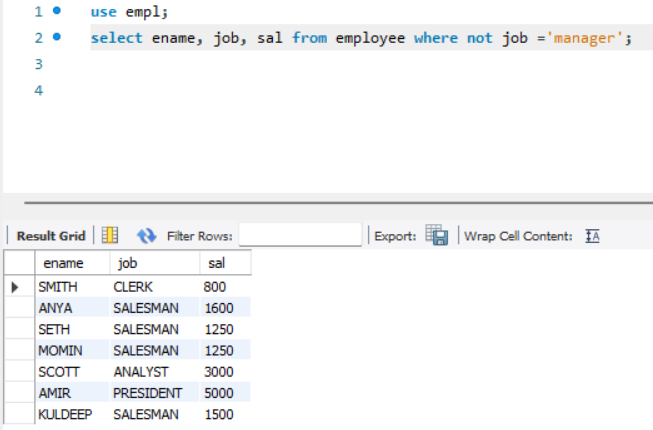 1 use empl;
2 select ename, job, sal from employee where not job ='manager';
3
4
Result Grid Filter Rows: Export: Wrap Cell Content: IA
ename job sal
SMITH CLERK 800
ANYA SALESMAN 1600
SETH SALESMAN 1250
MOMIN SALESMAN 1250
SCOTT ANALYST 3000
AMIR PRESIDENT 5000
KULDEEP SALESMAN 1500